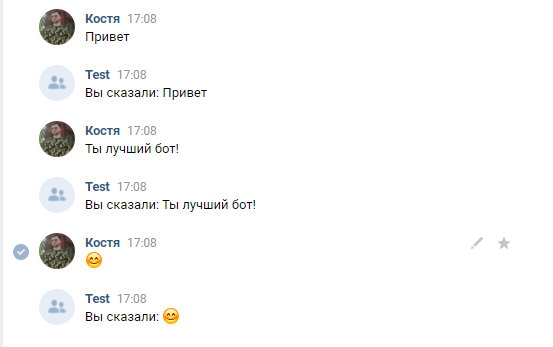 Костя 17:08
Привет
Test 17:08
Вы сказали: Привет
Костя 17:08
Ты лучший бот!
Test 17:08
Вы сказали: Ты лучший бот!
Костя 17:08
😊
Test 17:08
Вы сказали: 😊